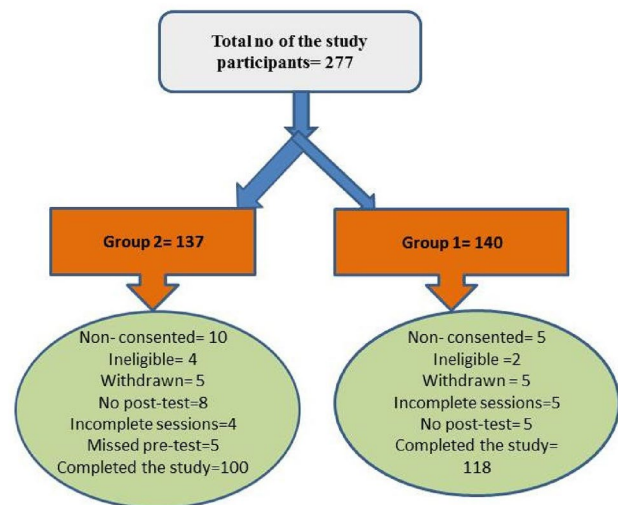 Total no of the study
participants= 277
Group 2= 137
Group 1= 140
Non- consented= 10
Ineligible= 4
Withdrawn= 5
No post-test=8
Incomplete sessions=4
Missed pre-test=5
Completed the study=100
Non- consented= 5
Ineligible =2
Withdrawn = 5
Incomplete sessions=5
No post-test= 5
Completed the study=
118